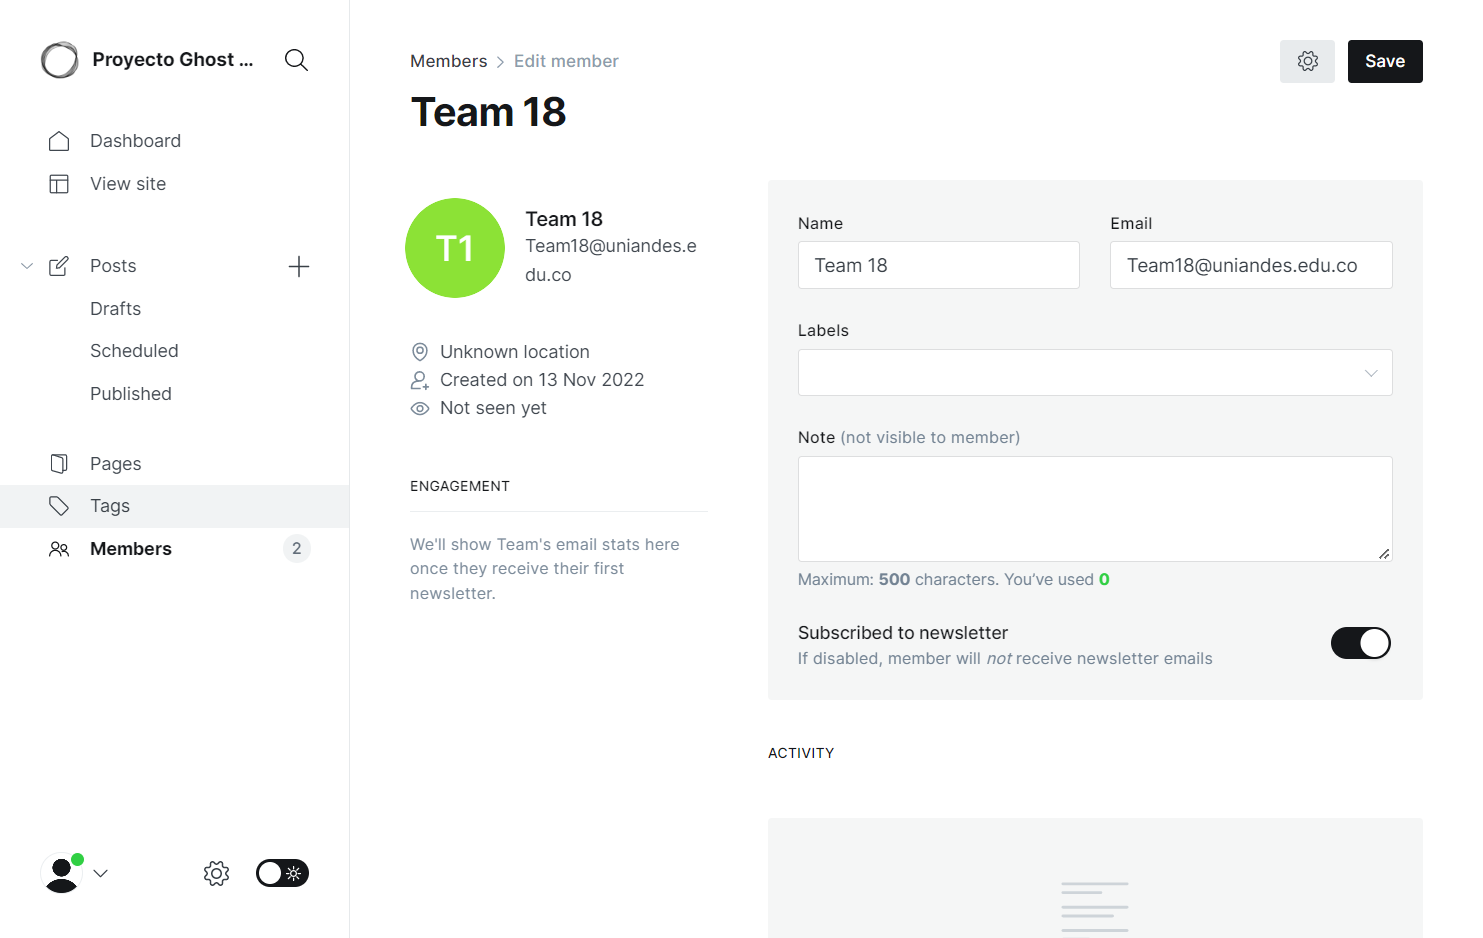 Proyecto Ghost ...
Dashboard
View site
Posts
Drafts
Scheduled
Published
Pages
Tags
Members
2
Members
Edit member
Save
Team 18
T1
Team 18
Team18@uniandes.e
du.co
Unknown location
Created on 13 Nov 2022
Not seen yet
ENGAGEMENT
We'll show Team's email stats here
once they receive their first
newsletter.
Name
Email
Team 18
Team18@uniandes.edu.co
Labels
Note (not visible to member)
Maximum: 500 characters. You’ve used 0
Subscribed to newsletter
If disabled, member will not receive newsletter emails
ACTIVITY